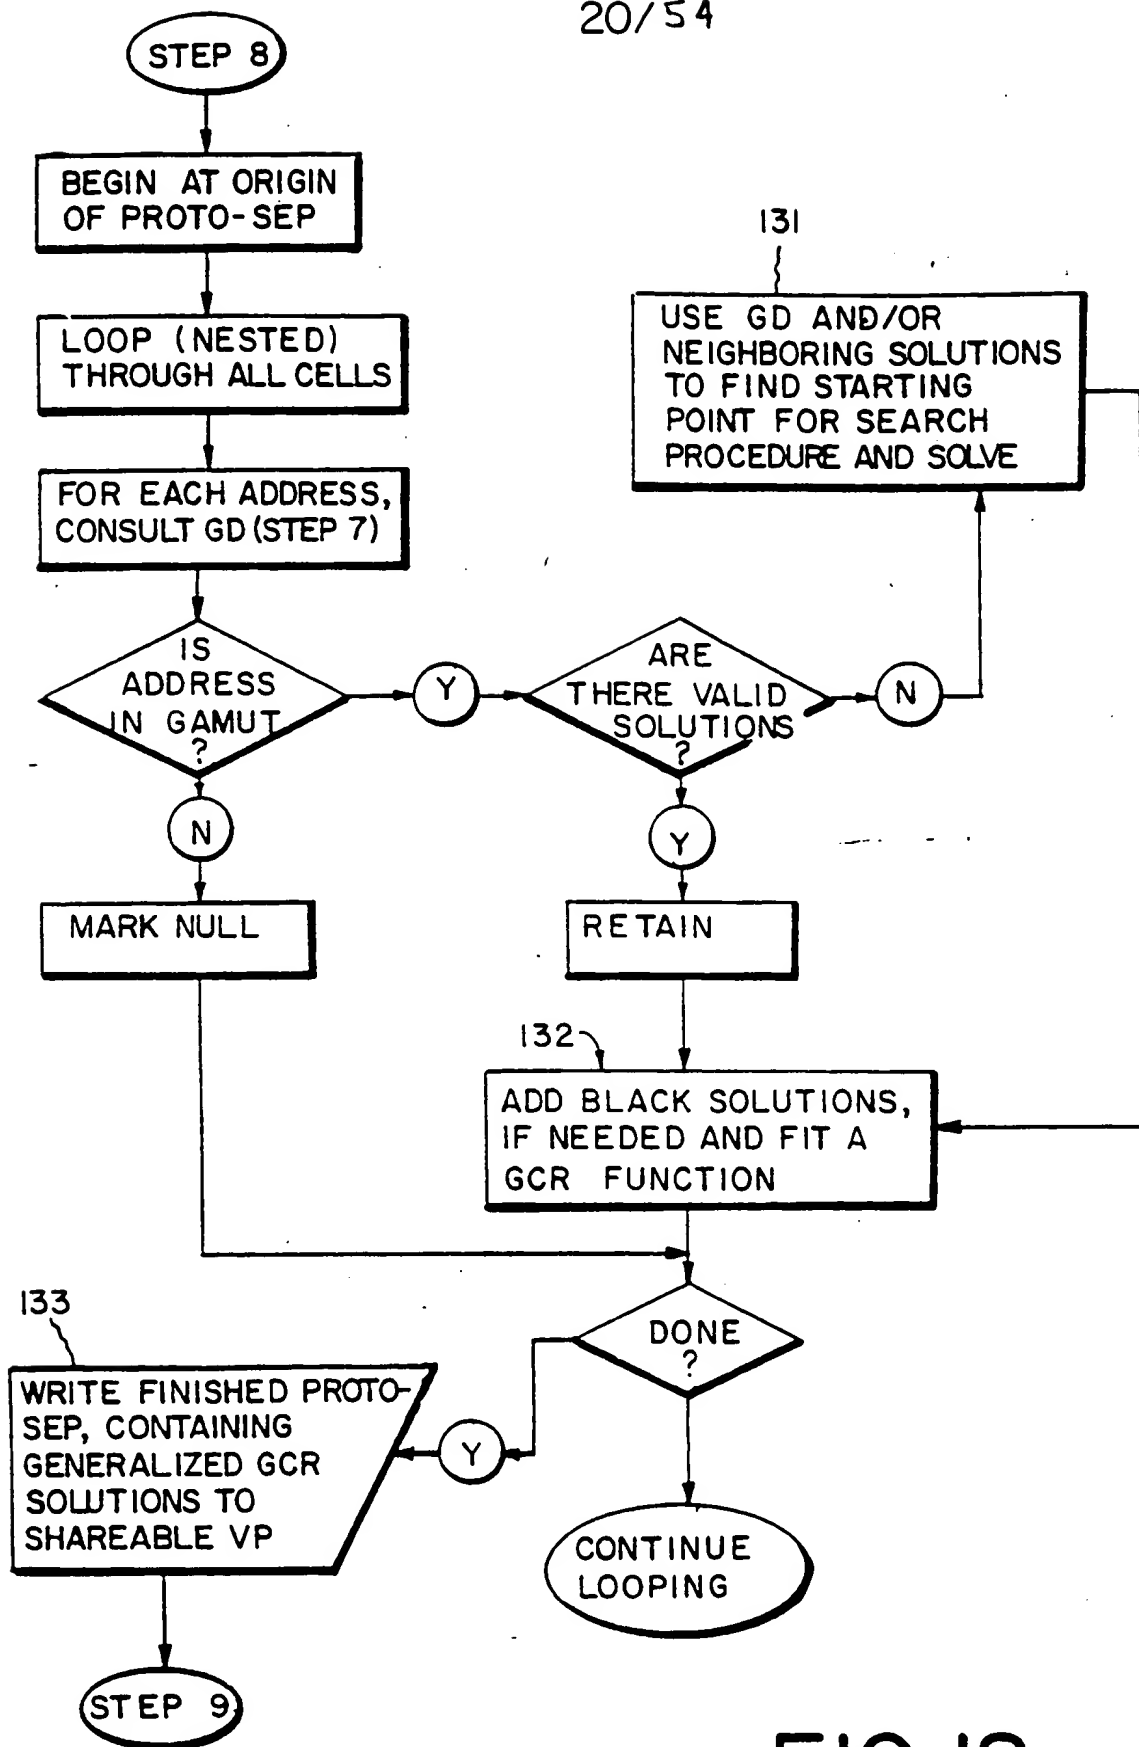 20/54
STEP 8
BEGIN AT ORIGIN
OF PROTO-SEP
LOOP (NESTED)
THROUGH ALL CELLS
FOR EACH ADDRESS,
CONSULT GD (STEP 7)
IS
ADDRESS
IN GAMUT
?
Y
ARE
THERE VALID
SOLUTIONS
?
N
131
USE GD AND/OR
NEIGHBORING SOLUTIONS
TO FIND STARTING
POINT FOR SEARCH
PROCEDURE AND SOLVE
N
Y
MARK NULL
RETAIN
132
ADD BLACK SOLUTIONS,
IF NEEDED AND FIT A
GCR FUNCTION
DONE
?
133
Y
WRITE FINISHED PROTO-
SEP, CONTAINING
GENERALIZED GCR
SOLUTIONS TO
SHAREABLE VP
CONTINUE
LOOPING
STEP 9